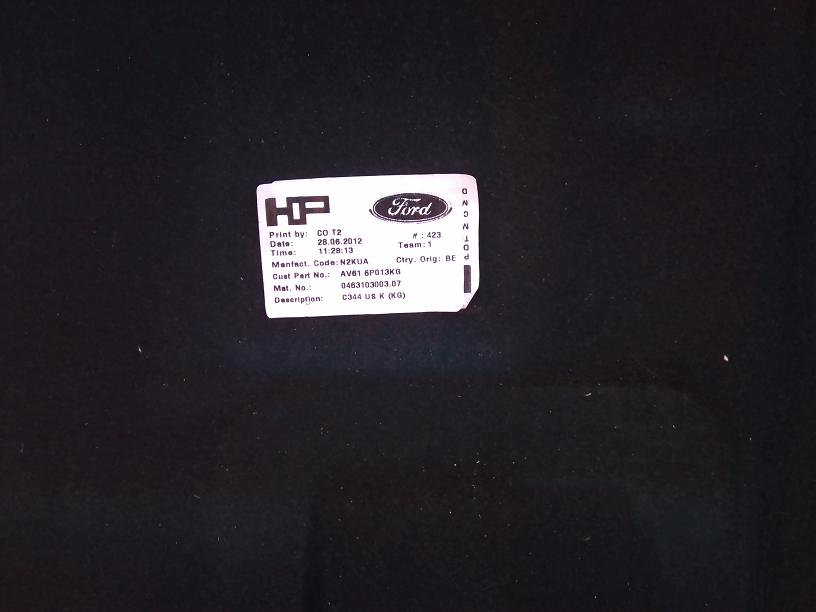 HP
Ford
Print by: CO T2
# : 423
Date: 28.06.2012
Team: 1
Time: 11:28:13
Manfact. Code: N2KUA Ctry. Orig: BE
Cust Part No.: AV61 6P013KG
Mat. No.: 0463103003.07
Description: C344 US K (KG)